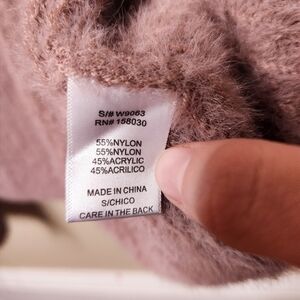 S/# W9063
RN# 158030
55%NYLON
55%NYLON
45%ACRYLIC
45%ACRILICO
MADE IN CHINA
S/CHICO
CARE IN THE BACK